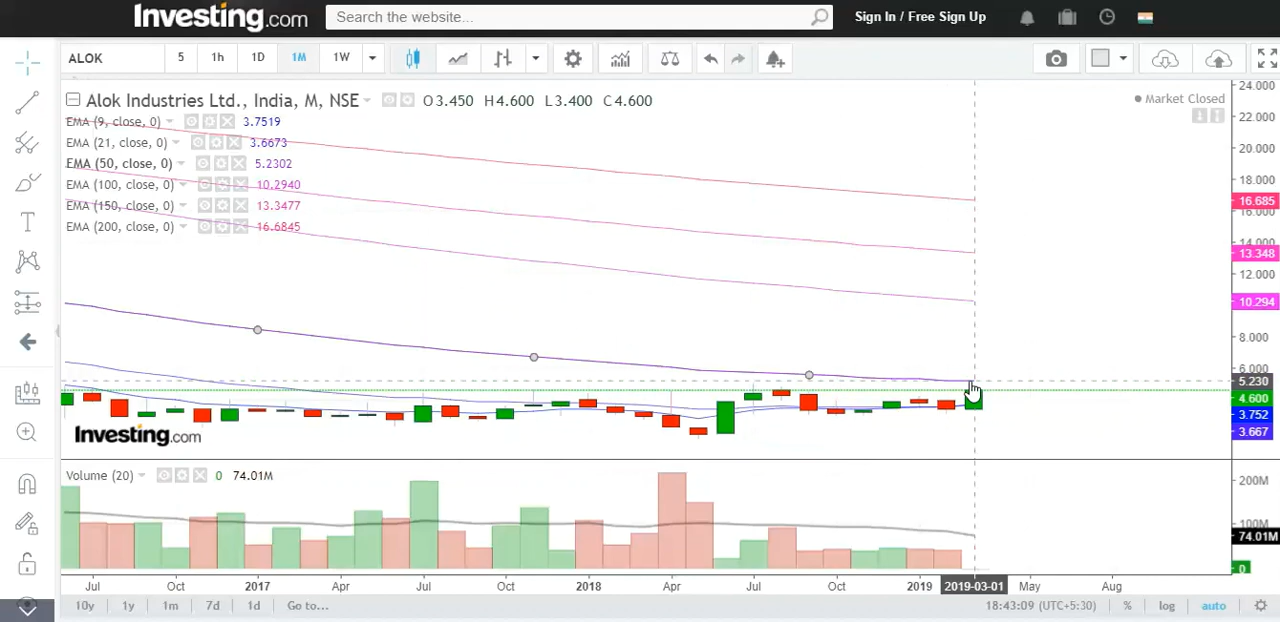 Investing.com
Search the website...
Sign In / Free Sign Up
ALOK 5 1h 1D 1M 1W
Alok Industries Ltd., India, M, NSE O3.450 H4.600 L3.400 C4.600
Market Closed
EMA (9, close, 0) 3.7519
EMA (21, close, 0) 3.6673
EMA (50, close, 0) 5.2302
EMA (100, close, 0) 10.2940
EMA (150, close, 0) 13.3477
EMA (200, close, 0) 16.6845
24.000
22.000
20.000
18.000
16.685
16.000
14.000
13.348
12.000
10.294
8.000
6.000
5.230
4.600
3.752
3.667
Investing.com
Volume (20) 0 74.01M
200M
100M
74.01M
0
Jul Oct 2017 Apr Jul Oct 2018 Apr Jul Oct 2019 2019-03-01 May Aug
10y 1y 1m 7d 1d Go to... 18:43:09 (UTC+5:30) % log auto